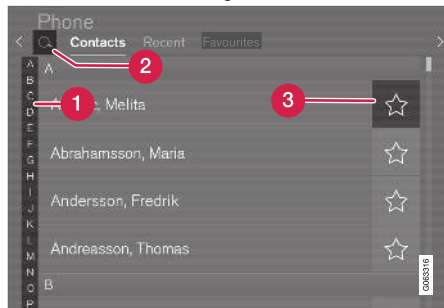 Phone
Contacts Recent Favourites
2
A
B
C
D
E
F
G
H
I
J
K
L
M
N
O
P
A
1
Melita
3
Abrahamsson, Maria
Andersson, Fredrik
Andreasson, Thomas
B
G063316